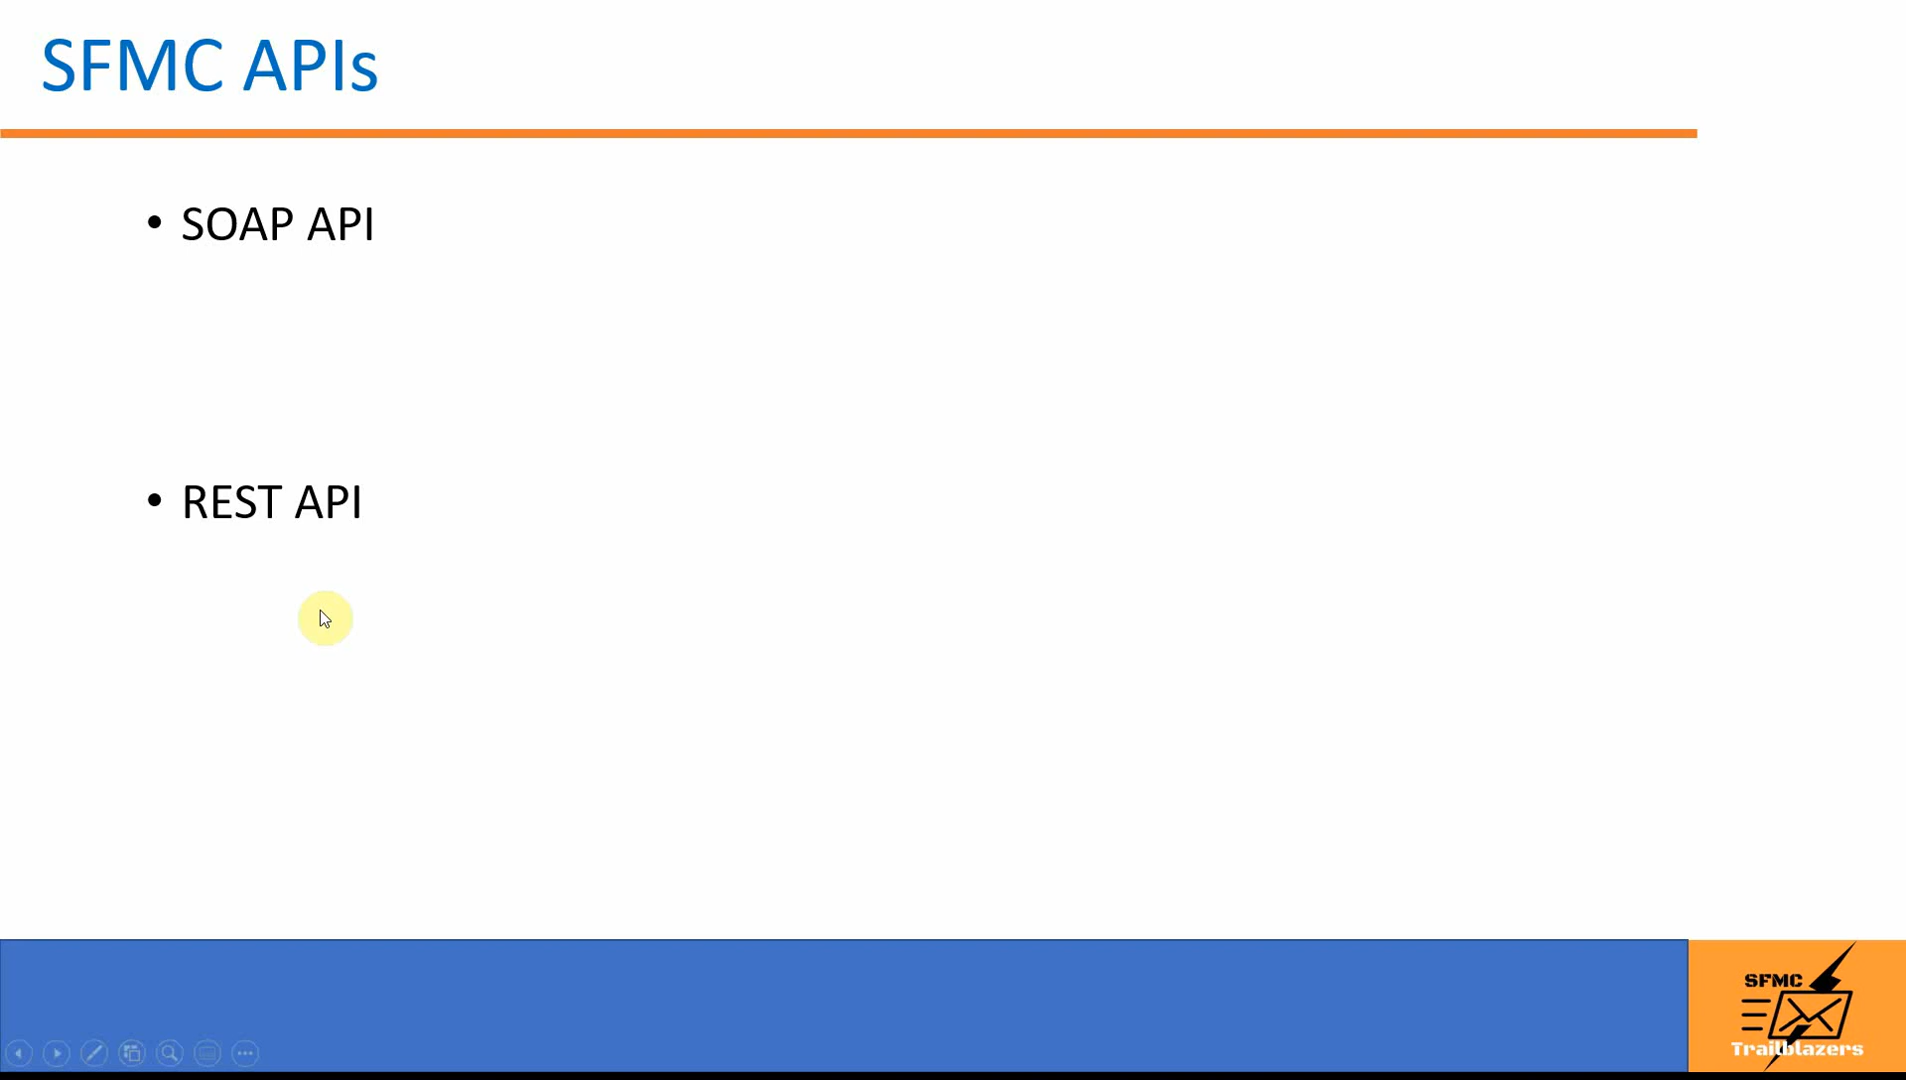 SFMC APIs
• SOAP API
• REST API
SFMC
Trailblazers